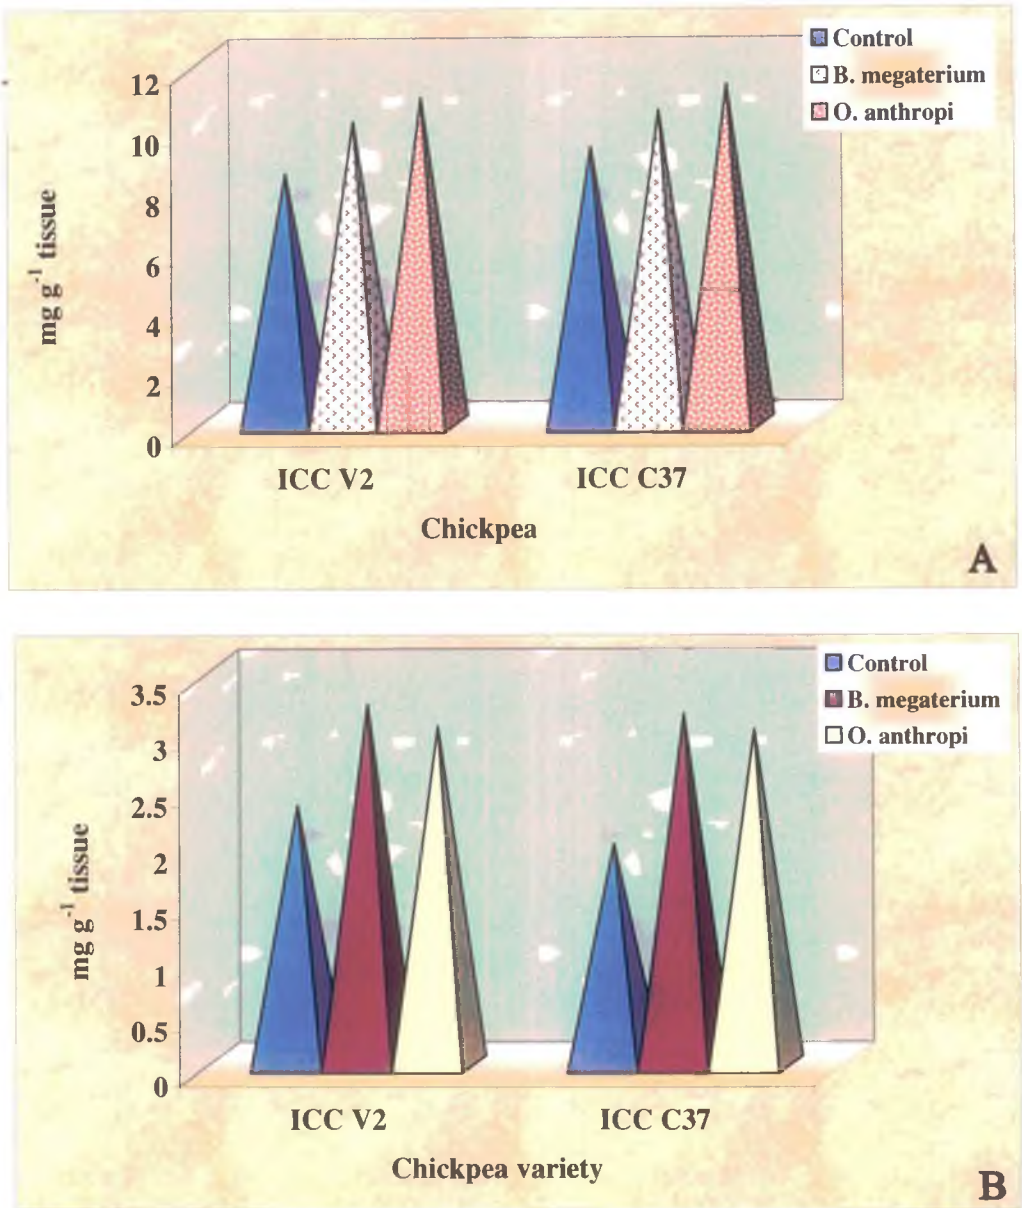 Control
B. megaterium
O. anthropi
12
10
8
6
4
2
0
mg g⁻¹ tissue
ICC V2 ICC C37
Chickpea
A
Control
B. megaterium
O. anthropi
3.5
3
2.5
2
1.5
1
0.5
0
mg g⁻¹ tissue
ICC V2 ICC C37
Chickpea variety
B